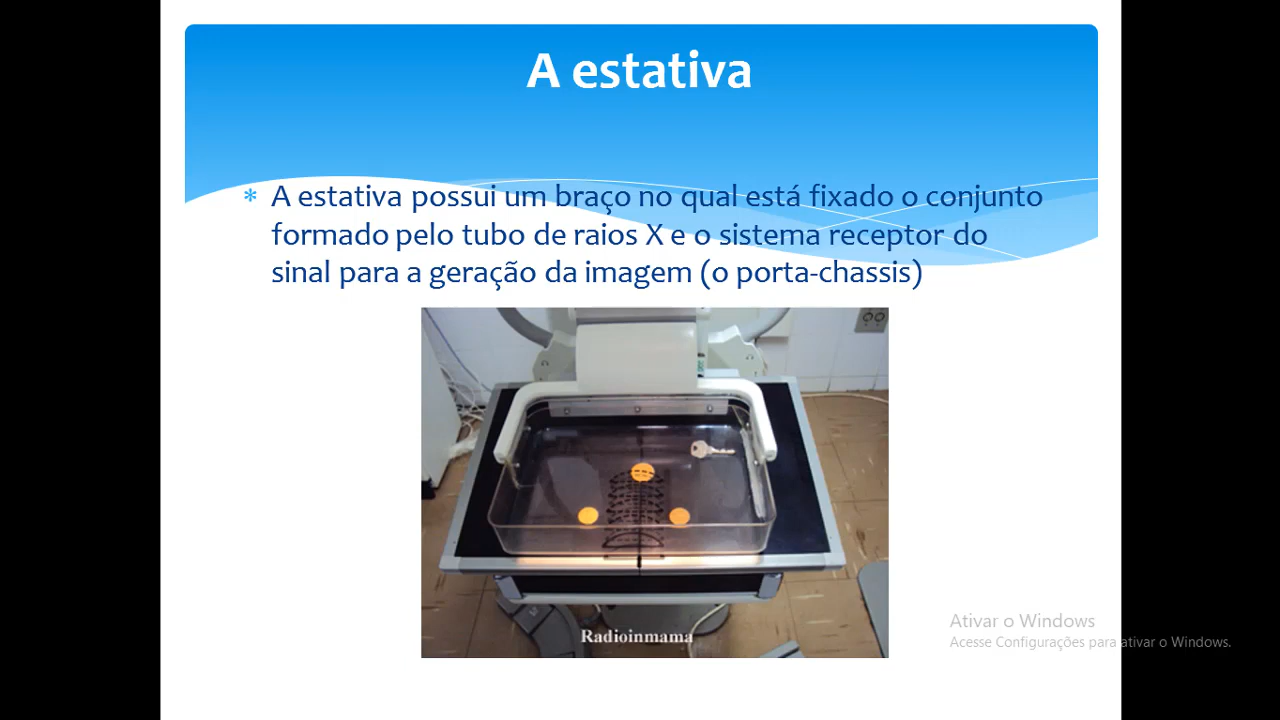 A estativa
A estativa possui um braço no qual está fixado o conjunto
formado pelo tubo de raios X e o sistema receptor do
sinal para a geração da imagem (o porta-chassis)
Radioinmama
Ativar o Windows
Acesse Configurações para ativar o Windows.